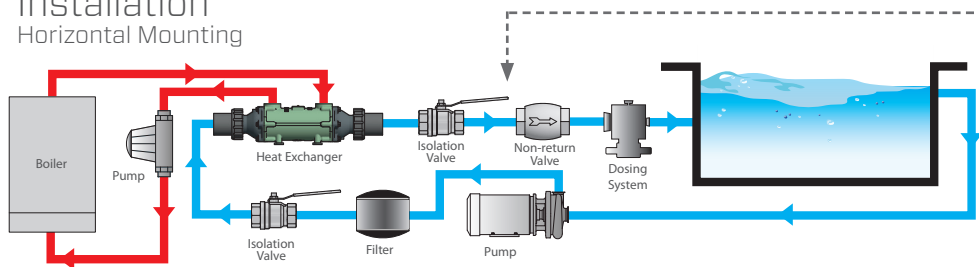 Installation
Horizontal Mounting
Boiler
Pump
Heat Exchanger
Isolation
Valve
Non-return
Valve
Dosing
System
Isolation
Valve
Filter
Pump